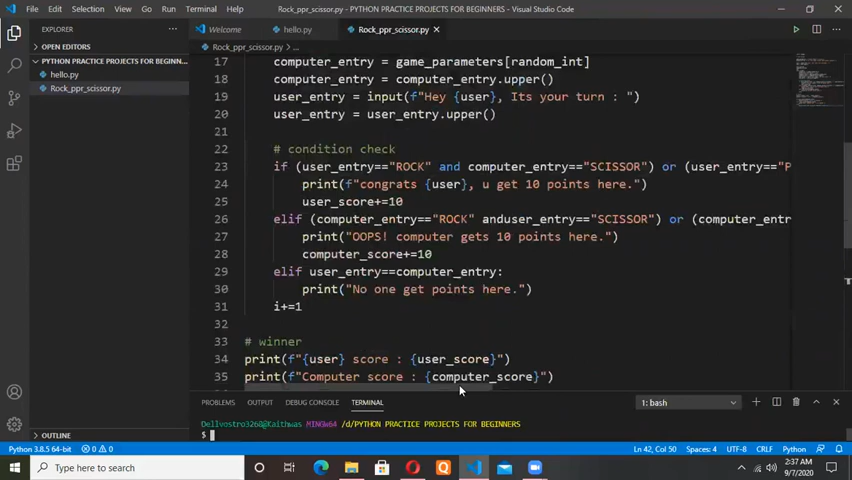 File Edit Selection View Go Run Terminal Help Rock_ppr_scissor.py - PYTHON PRACTICE PROJECTS FOR BEGINNERS - Visual Studio Code
EXPLORER ... Welcome hello.py Rock_ppr_scissor.py
OPEN EDITORS
Rock_ppr_scissor.py > ...
PYTHON PRACTICE PROJECTS FOR BEGINN...
hello.py
Rock_ppr_scissor.py
17 computer_entry = game_parameters[random_int]
18 computer_entry = computer_entry.upper()
19 user_entry = input(f"Hey {user}, Its your turn : ")
20 user_entry = user_entry.upper()
21
22 # condition check
23 if (user_entry=="ROCK" and computer_entry=="SCISSOR") or (user_entry=="P
24 print(f"congrats {user}, u get 10 points here.")
25 user_score+=10
26 elif (computer_entry=="ROCK" anduser_entry=="SCISSOR") or (computer_entr
27 print("OOPS! computer gets 10 points here.")
28 computer_score+=10
29 elif user_entry==computer_entry:
30 print("No one get points here.")
31 i+=1
32
33 # winner
34 print(f"{user} score : {user_score}")
35 print(f"Computer score : {computer_score}")
PROBLEMS OUTPUT DEBUG CONSOLE TERMINAL 1: bash
Dellvostro3260@Kaithwas MINGW64 /d/PYTHON PRACTICE PROJECTS FOR BEGINNERS
$
OUTLINE
Python 3.8.5 64-bit 0 0 Ln 42, Col 50 Spaces: 4 UTF-8 CRLF Python
Type here to search
2:37 AM
9/7/2020